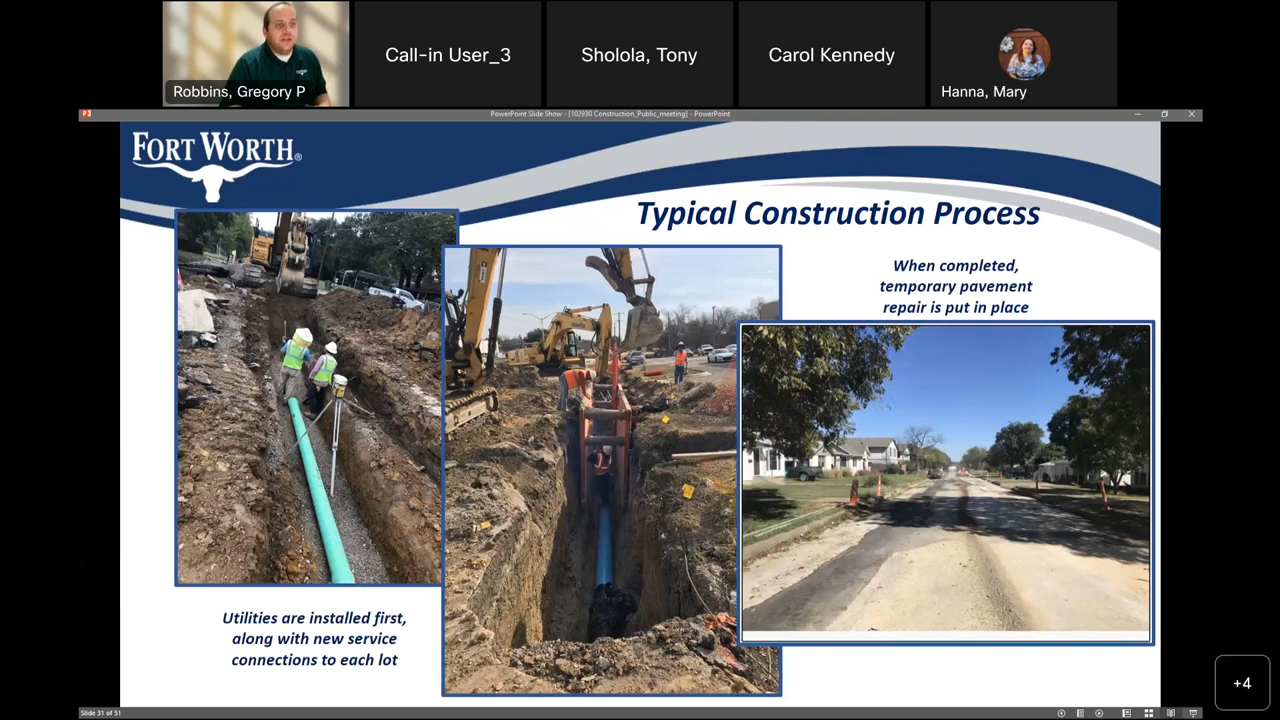 Robbins, Gregory P
Call-in User_3
Sholola, Tony
Carol Kennedy
Hanna, Mary
PowerPoint Slide Show - [102930 Construction_Public_meeting] - PowerPoint
FORT WORTH®
Typical Construction Process
When completed,
temporary pavement
repair is put in place
Utilities are installed first,
along with new service
connections to each lot
+4
Slide 31 of 51